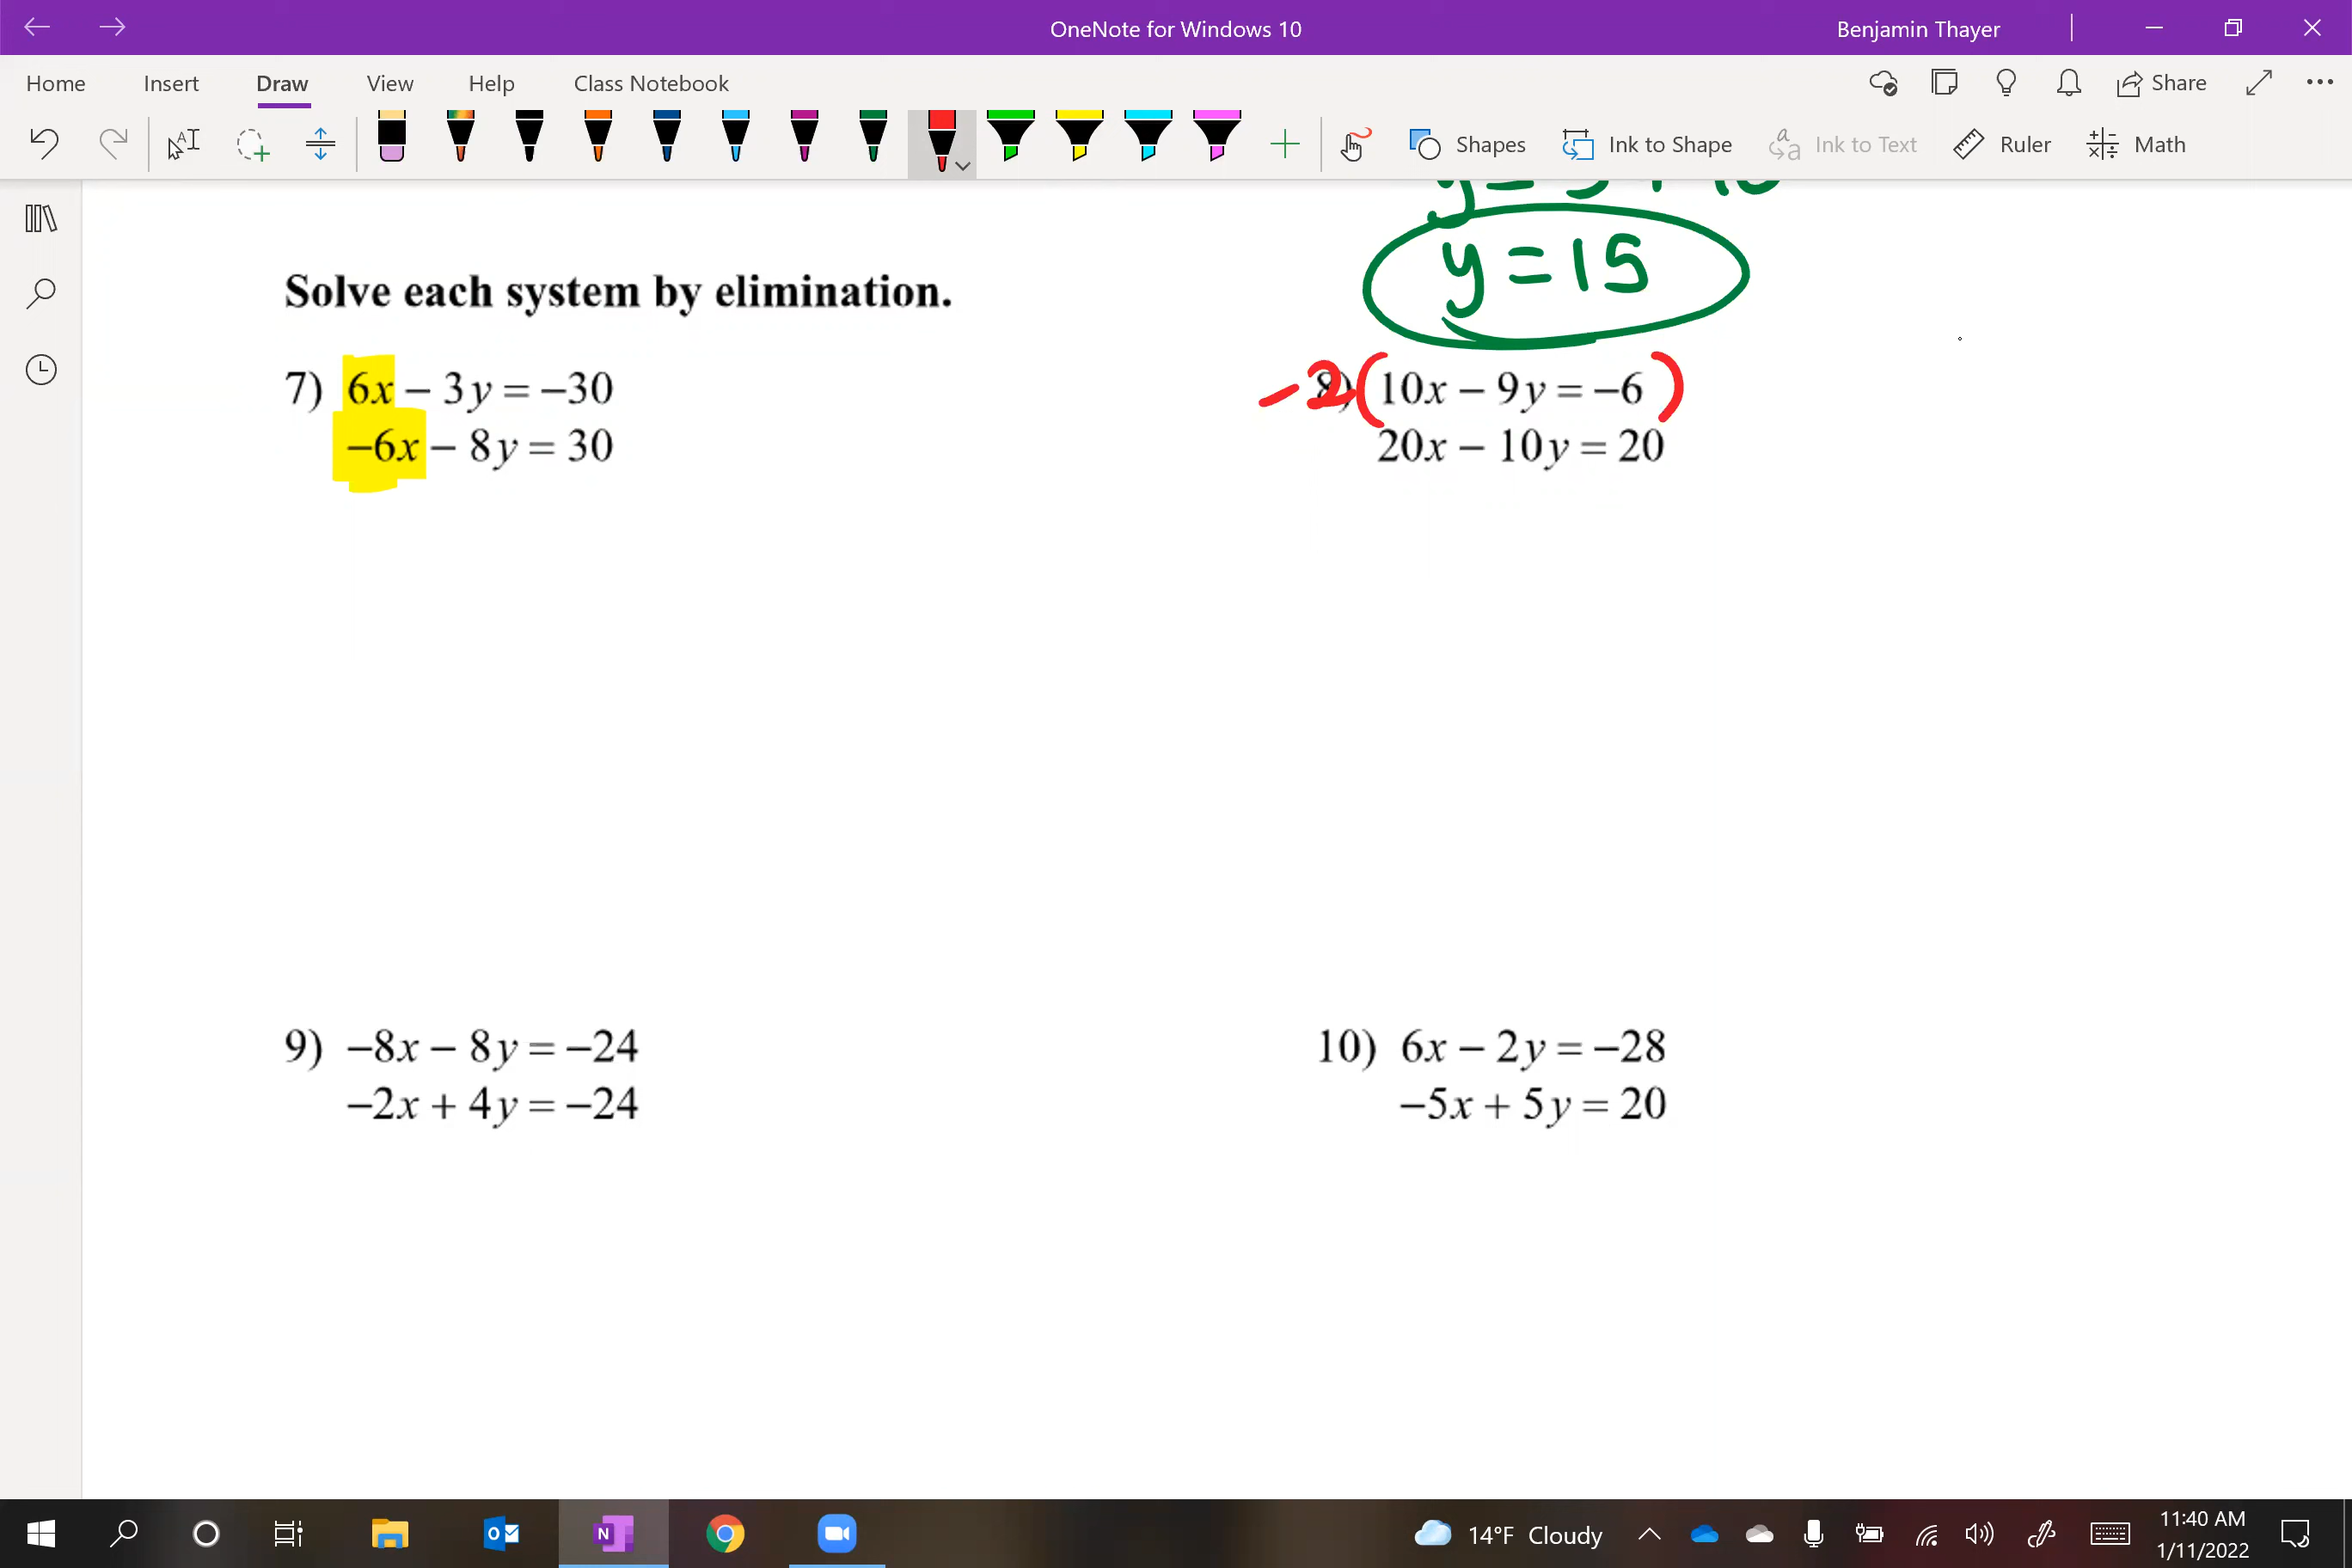 OneNote for Windows 10
Benjamin Thayer
Home Insert Draw View Help Class Notebook
Share
Shapes Ink to Shape Ink to Text Ruler Math
y = 15
Solve each system by elimination.
7) 6x – 3y = –30
–6x – 8y = 30
-2( 8) 10x – 9y = –6 )
20x – 10y = 20
9) –8x – 8y = –24
–2x + 4y = –24
10) 6x – 2y = –28
–5x + 5y = 20
14°F Cloudy
11:40 AM
1/11/2022